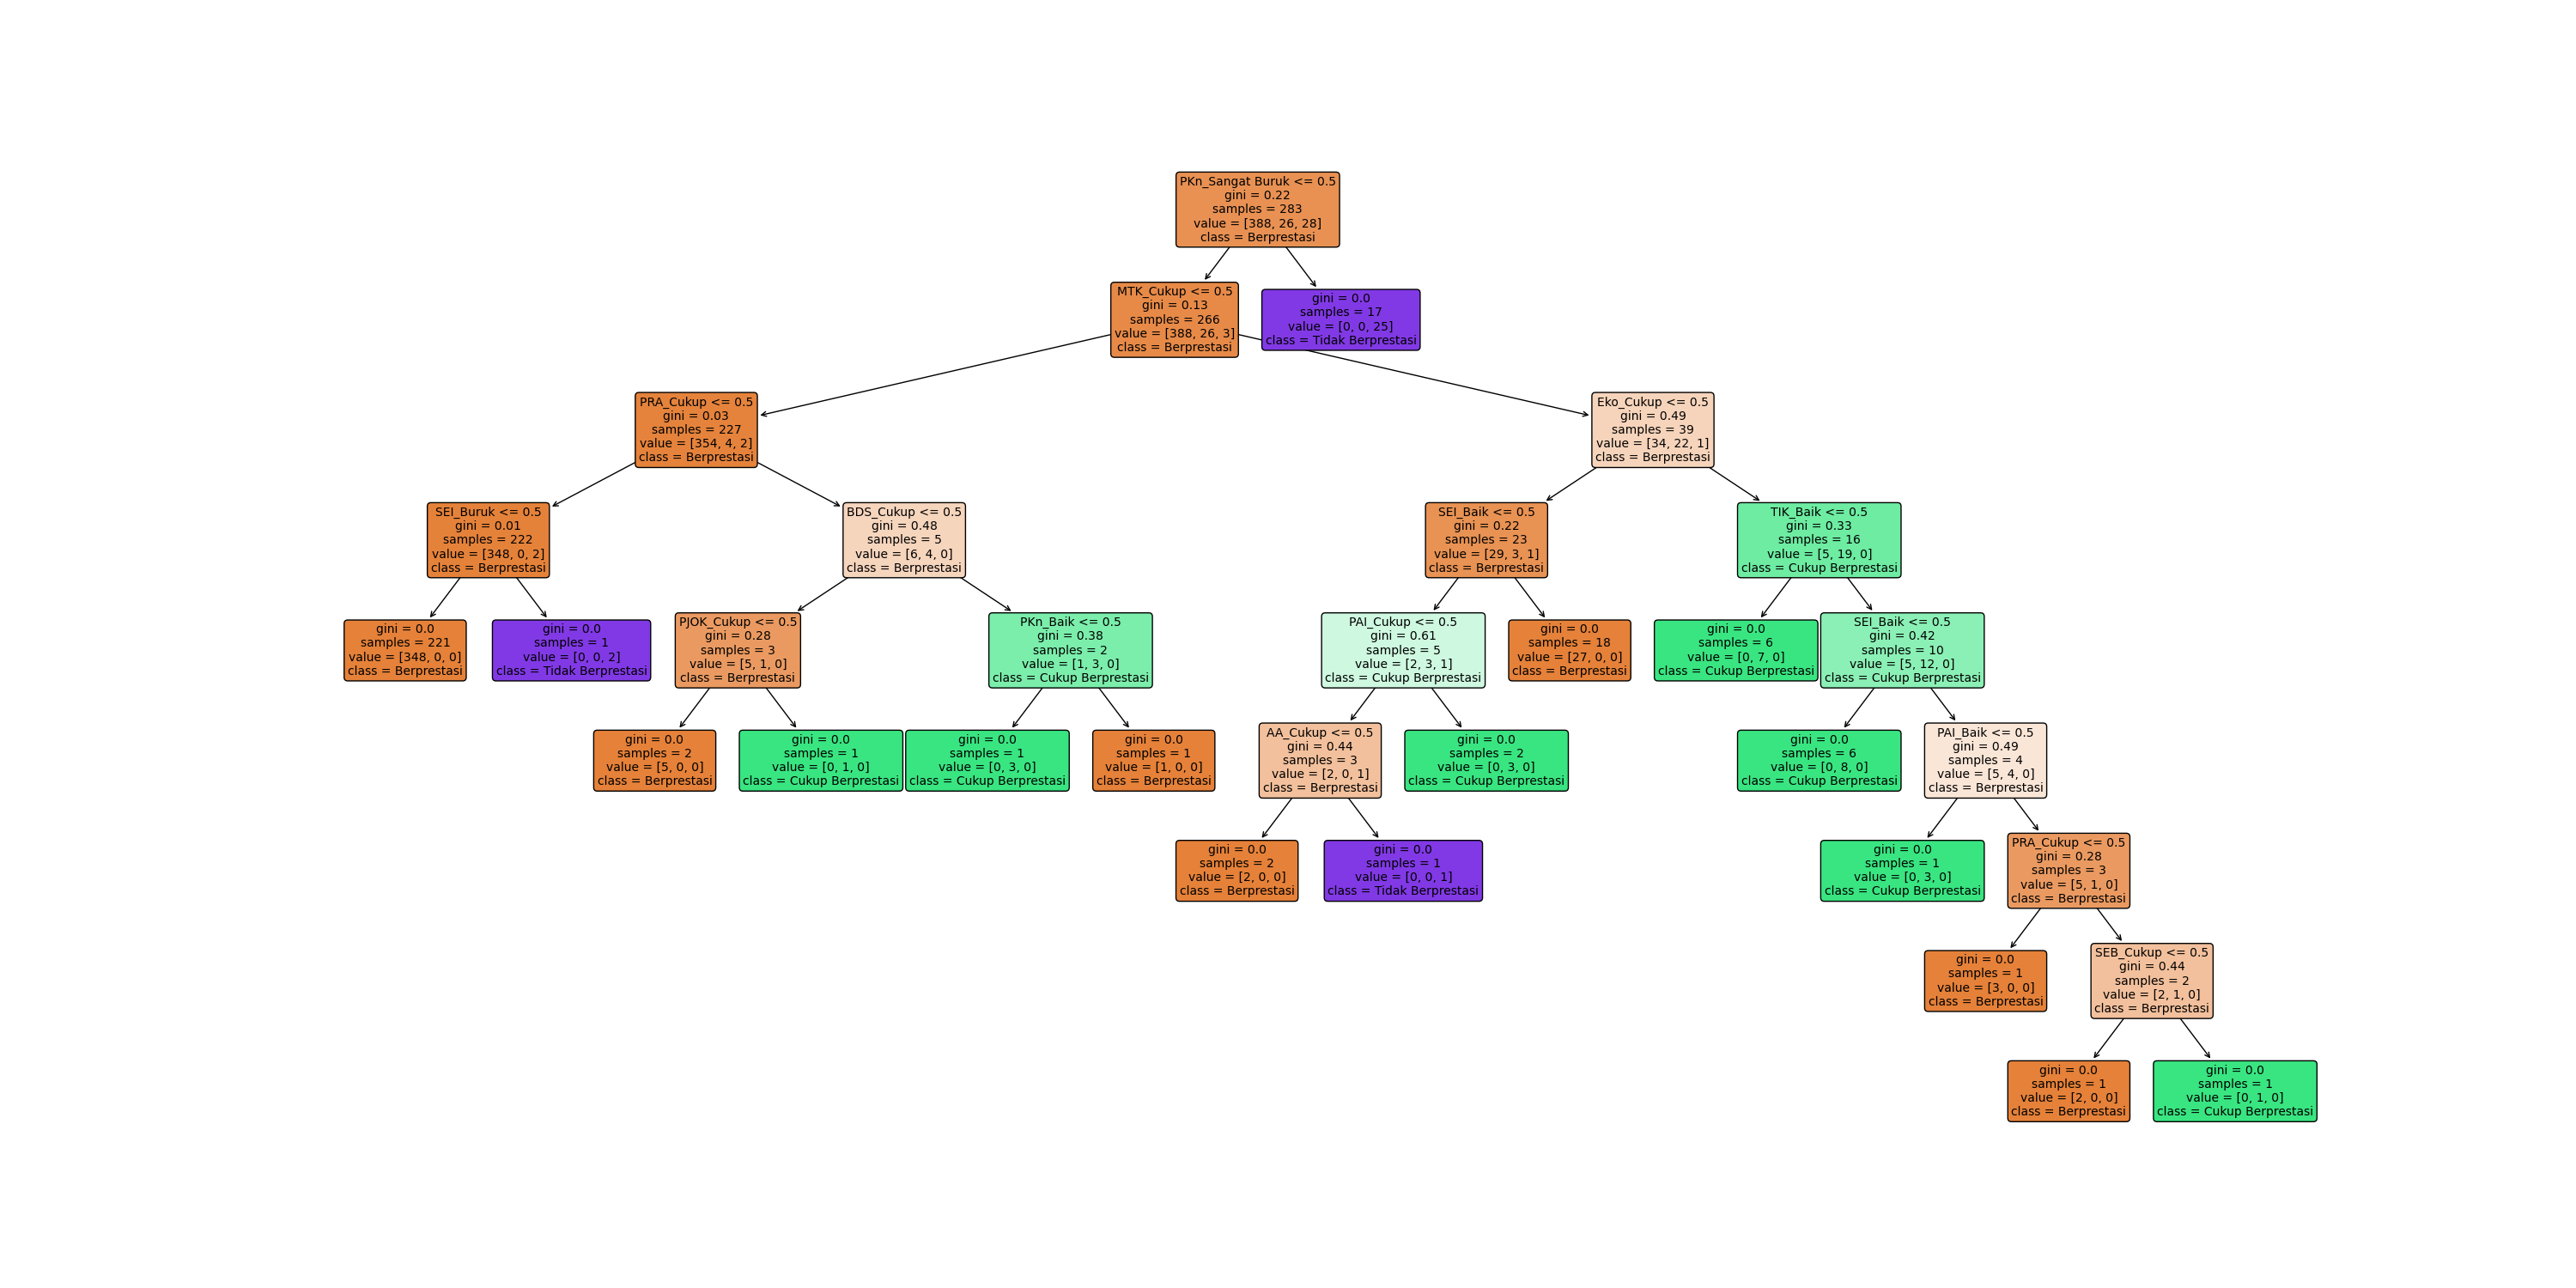 PKn_Sangat Buruk <= 0.5
gini = 0.22
samples = 283
value = [388, 26, 28]
class = Berprestasi
MTK_Cukup <= 0.5
gini = 0.13
samples = 266
value = [388, 26, 3]
class = Berprestasi
gini = 0.0
samples = 17
value = [0, 0, 25]
class = Tidak Berprestasi
PRA_Cukup <= 0.5
gini = 0.03
samples = 227
value = [354, 4, 2]
class = Berprestasi
Eko_Cukup <= 0.5
gini = 0.49
samples = 39
value = [34, 22, 1]
class = Berprestasi
SEI_Buruk <= 0.5
gini = 0.01
samples = 222
value = [348, 0, 2]
class = Berprestasi
BDS_Cukup <= 0.5
gini = 0.48
samples = 5
value = [6, 4, 0]
class = Berprestasi
SEI_Baik <= 0.5
gini = 0.22
samples = 23
value = [29, 3, 1]
class = Berprestasi
TIK_Baik <= 0.5
gini = 0.33
samples = 16
value = [5, 19, 0]
class = Cukup Berprestasi
gini = 0.0
samples = 221
value = [348, 0, 0]
class = Berprestasi
gini = 0.0
samples = 1
value = [0, 0, 2]
class = Tidak Berprestasi
PJOK_Cukup <= 0.5
gini = 0.28
samples = 3
value = [5, 1, 0]
class = Berprestasi
PKn_Baik <= 0.5
gini = 0.38
samples = 2
value = [1, 3, 0]
class = Cukup Berprestasi
PAI_Cukup <= 0.5
gini = 0.61
samples = 5
value = [2, 3, 1]
class = Cukup Berprestasi
gini = 0.0
samples = 18
value = [27, 0, 0]
class = Berprestasi
gini = 0.0
samples = 6
value = [0, 7, 0]
class = Cukup Berprestasi
SEI_Baik <= 0.5
gini = 0.42
samples = 10
value = [5, 12, 0]
class = Cukup Berprestasi
gini = 0.0
samples = 2
value = [5, 0, 0]
class = Berprestasi
gini = 0.0
samples = 1
value = [0, 1, 0]
class = Cukup Berprestasi
gini = 0.0
samples = 1
value = [0, 3, 0]
class = Cukup Berprestasi
gini = 0.0
samples = 1
value = [1, 0, 0]
class = Berprestasi
AA_Cukup <= 0.5
gini = 0.44
samples = 3
value = [2, 0, 1]
class = Berprestasi
gini = 0.0
samples = 2
value = [0, 3, 0]
class = Cukup Berprestasi
gini = 0.0
samples = 6
value = [0, 8, 0]
class = Cukup Berprestasi
PAI_Baik <= 0.5
gini = 0.49
samples = 4
value = [5, 4, 0]
class = Berprestasi
gini = 0.0
samples = 2
value = [2, 0, 0]
class = Berprestasi
gini = 0.0
samples = 1
value = [0, 0, 1]
class = Tidak Berprestasi
gini = 0.0
samples = 1
value = [0, 3, 0]
class = Cukup Berprestasi
PRA_Cukup <= 0.5
gini = 0.28
samples = 3
value = [5, 1, 0]
class = Berprestasi
gini = 0.0
samples = 1
value = [3, 0, 0]
class = Berprestasi
SEB_Cukup <= 0.5
gini = 0.44
samples = 2
value = [2, 1, 0]
class = Berprestasi
gini = 0.0
samples = 1
value = [2, 0, 0]
class = Berprestasi
gini = 0.0
samples = 1
value = [0, 1, 0]
class = Cukup Berprestasi